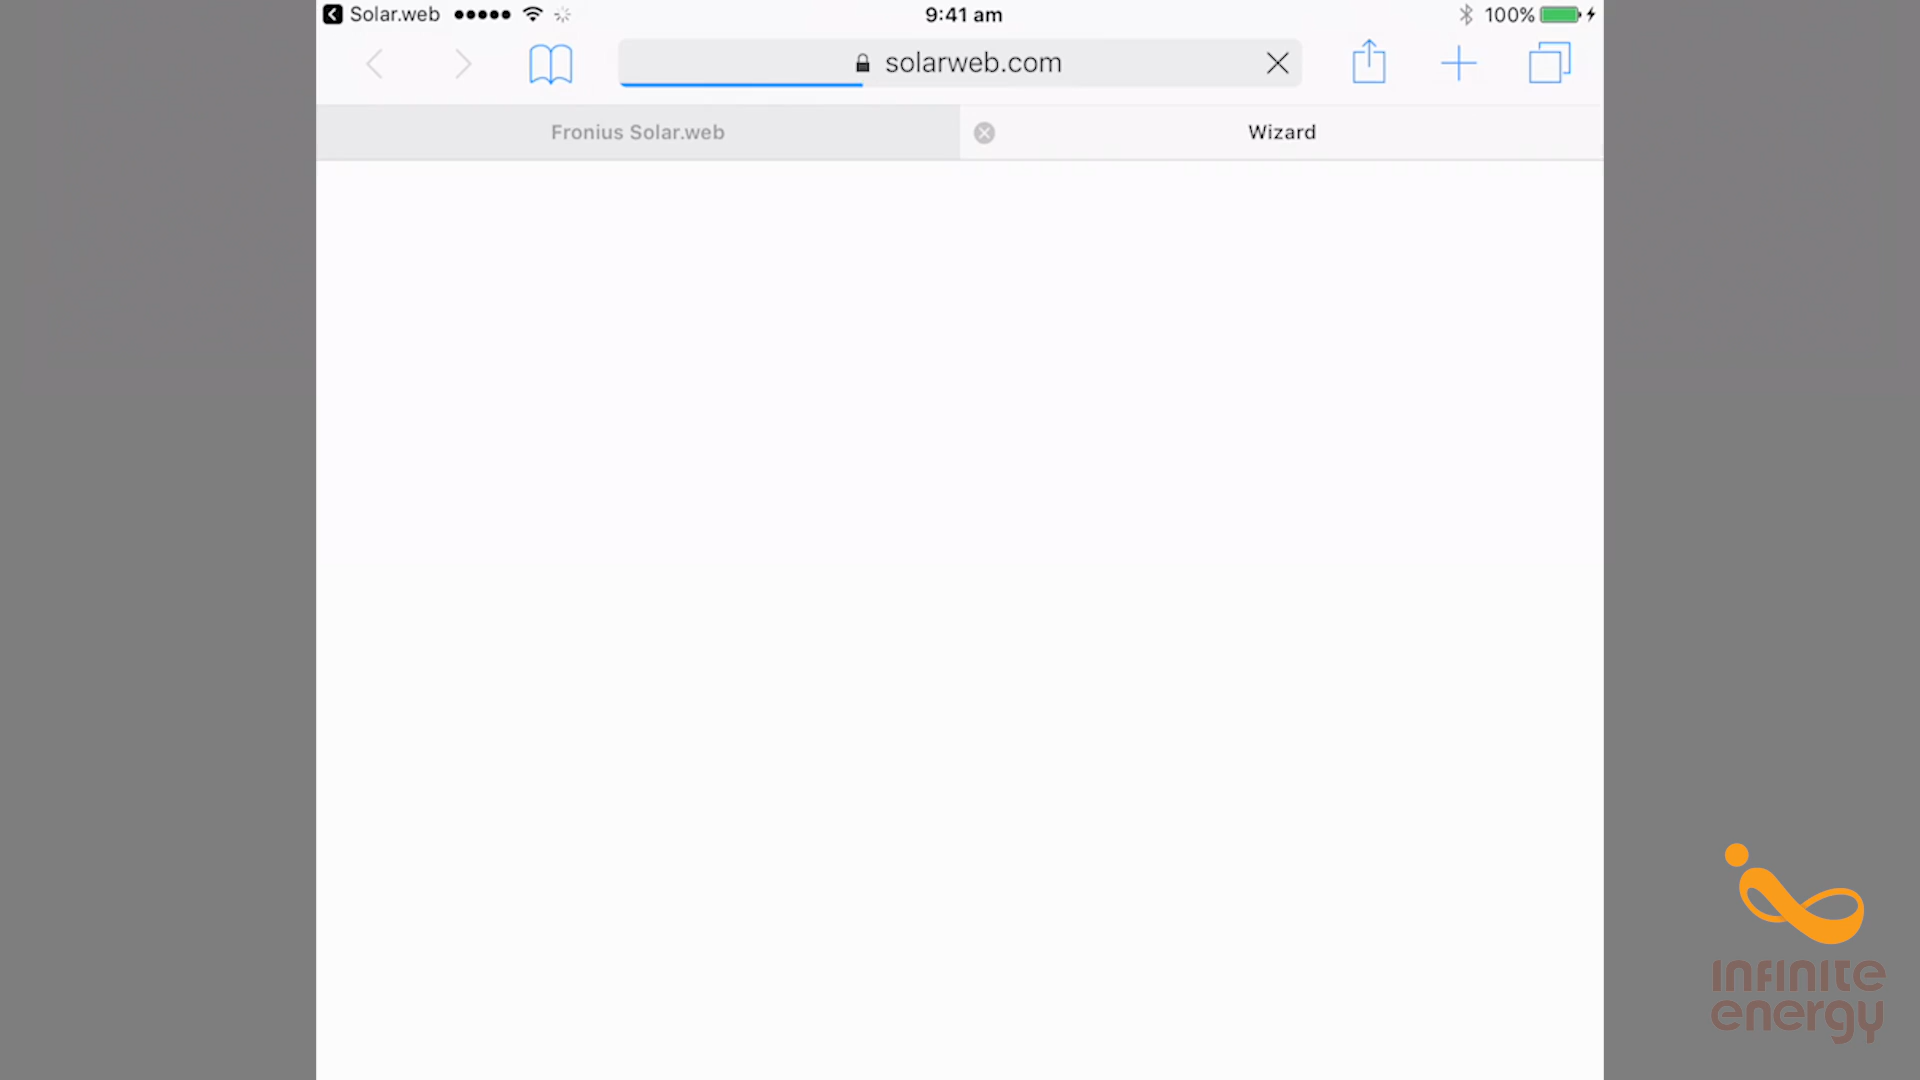 Solar.web
9:41 am
100%
solarweb.com
Fronius Solar.web
Wizard
infinite
energy